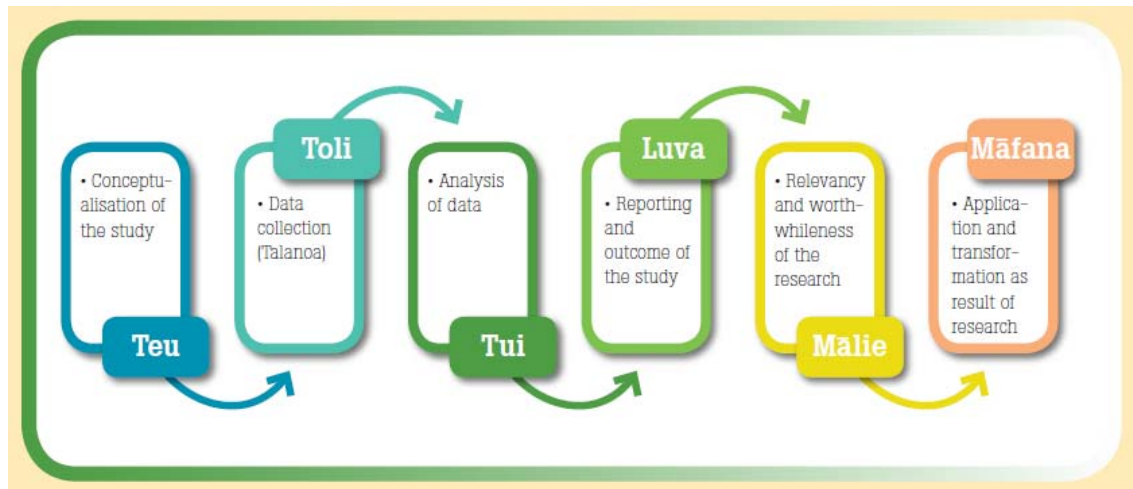 • Conceptu-
alisation of
the study
Teu
Toli
• Data
collection
(Talanoa)
• Analysis
of data
Tui
Luva
• Reporting
and
outcome of
the study
• Relevancy
and worth-
whileness
of the
research
Mālie
Māfana
• Applica-
tion and
transfor-
mation as
result of
research